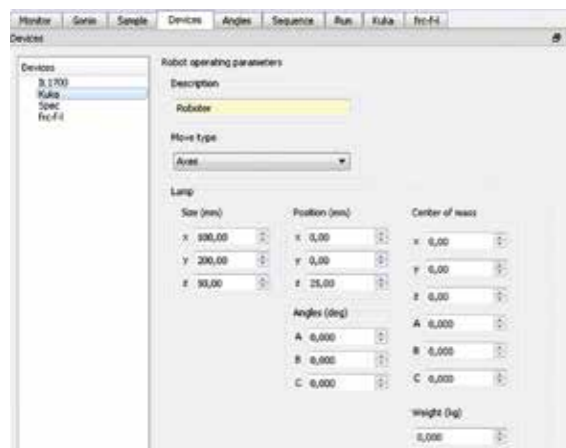 Monitor Gonio Sample Devices Angles Sequence Run Kuka frc-f-l
Devices
Devices
Robot operating parameters
IL1700
Kuka
Spec
frc-f-l
Description
Roboter
Move type
Axes
Lamp
Size (mm) Position (mm) Center of mass
x 100,00 x 0,00 x 0,00
y 200,00 y 0,00 y 0,00
z 50,00 z 25,00 z 0,00
Angles (deg)
A 0,000 A 0,000
B 0,000 B 0,000
C 0,000 C 0,000
Weight (kg)
0,000